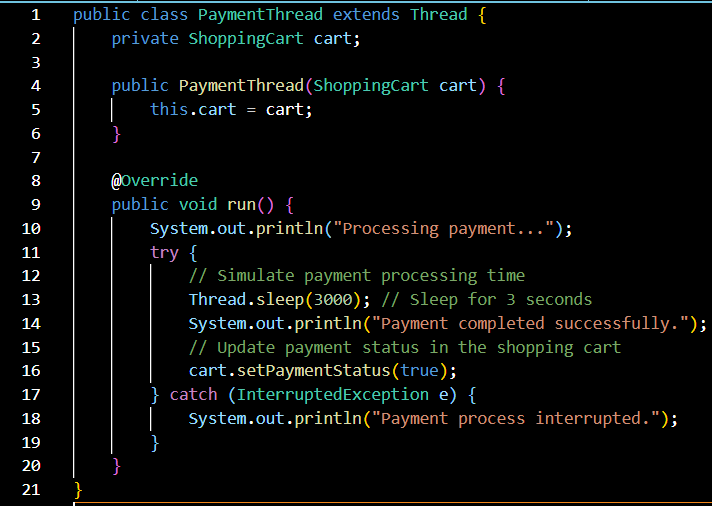 1 public class PaymentThread extends Thread {
2     private ShoppingCart cart;
3
4     public PaymentThread(ShoppingCart cart) {
5         this.cart = cart;
6     }
7
8     @Override
9     public void run() {
10         System.out.println("Processing payment...");
11         try {
12             // Simulate payment processing time
13             Thread.sleep(3000); // Sleep for 3 seconds
14             System.out.println("Payment completed successfully.");
15             // Update payment status in the shopping cart
16             cart.setPaymentStatus(true);
17         } catch (InterruptedException e) {
18             System.out.println("Payment process interrupted.");
19         }
20     }
21 }